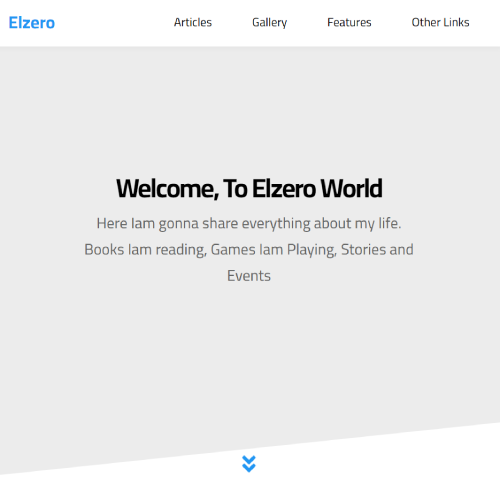 Elzero
Articles
Gallery
Features
Other Links
Welcome, To Elzero World
Here Iam gonna share everything about my life.
Books Iam reading, Games Iam Playing, Stories and
Events